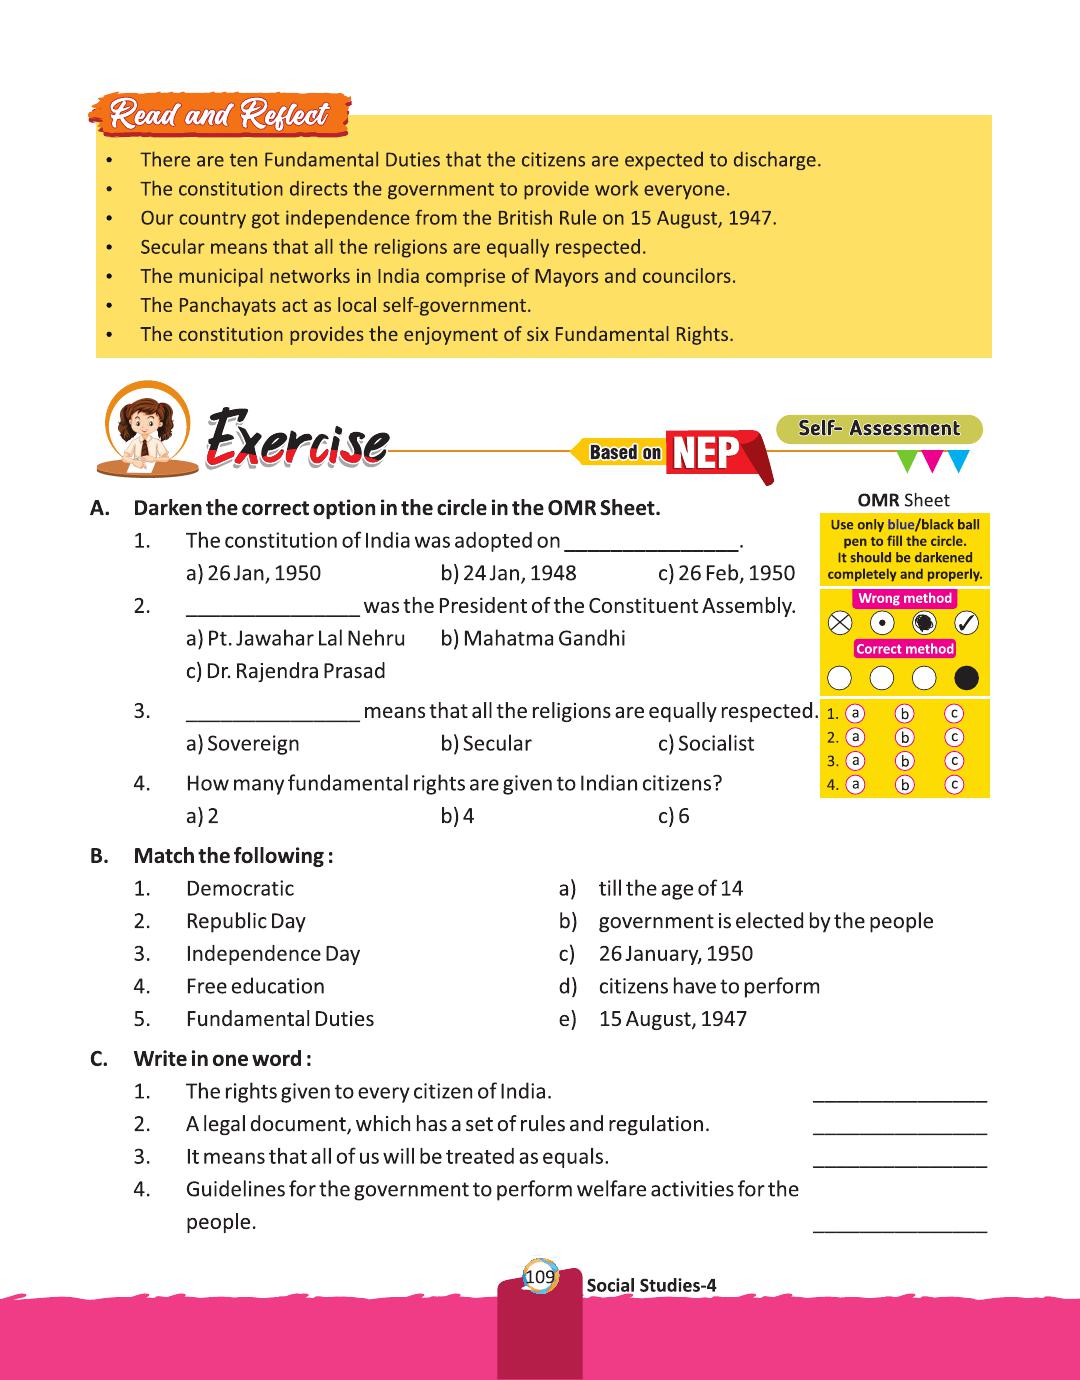 Read and Reflect
• There are ten Fundamental Duties that the citizens are expected to discharge.
• The constitution directs the government to provide work everyone.
• Our country got independence from the British Rule on 15 August, 1947.
• Secular means that all the religions are equally respected.
• The municipal networks in India comprise of Mayors and councilors.
• The Panchayats act as local self-government.
• The constitution provides the enjoyment of six Fundamental Rights.
Exercise
Based on NEP
Self- Assessment
A. Darken the correct option in the circle in the OMR Sheet.
1. The constitution of India was adopted on _______________.
a) 26 Jan, 1950 b) 24 Jan, 1948 c) 26 Feb, 1950
2. _______________ was the President of the Constituent Assembly.
a) Pt. Jawahar Lal Nehru b) Mahatma Gandhi
c) Dr. Rajendra Prasad
3. _______________ means that all the religions are equally respected.
a) Sovereign b) Secular c) Socialist
4. How many fundamental rights are given to Indian citizens?
a) 2 b) 4 c) 6
OMR Sheet
Use only blue/black ball
pen to fill the circle.
It should be darkened
completely and properly.
Wrong method
Correct method
1. a b c
2. a b c
3. a b c
4. a b c
B. Match the following :
1. Democratic a) till the age of 14
2. Republic Day b) government is elected by the people
3. Independence Day c) 26 January, 1950
4. Free education d) citizens have to perform
5. Fundamental Duties e) 15 August, 1947
C. Write in one word :
1. The rights given to every citizen of India. _______________
2. A legal document, which has a set of rules and regulation. _______________
3. It means that all of us will be treated as equals. _______________
4. Guidelines for the government to perform welfare activities for the
people. _______________
109
Social Studies-4